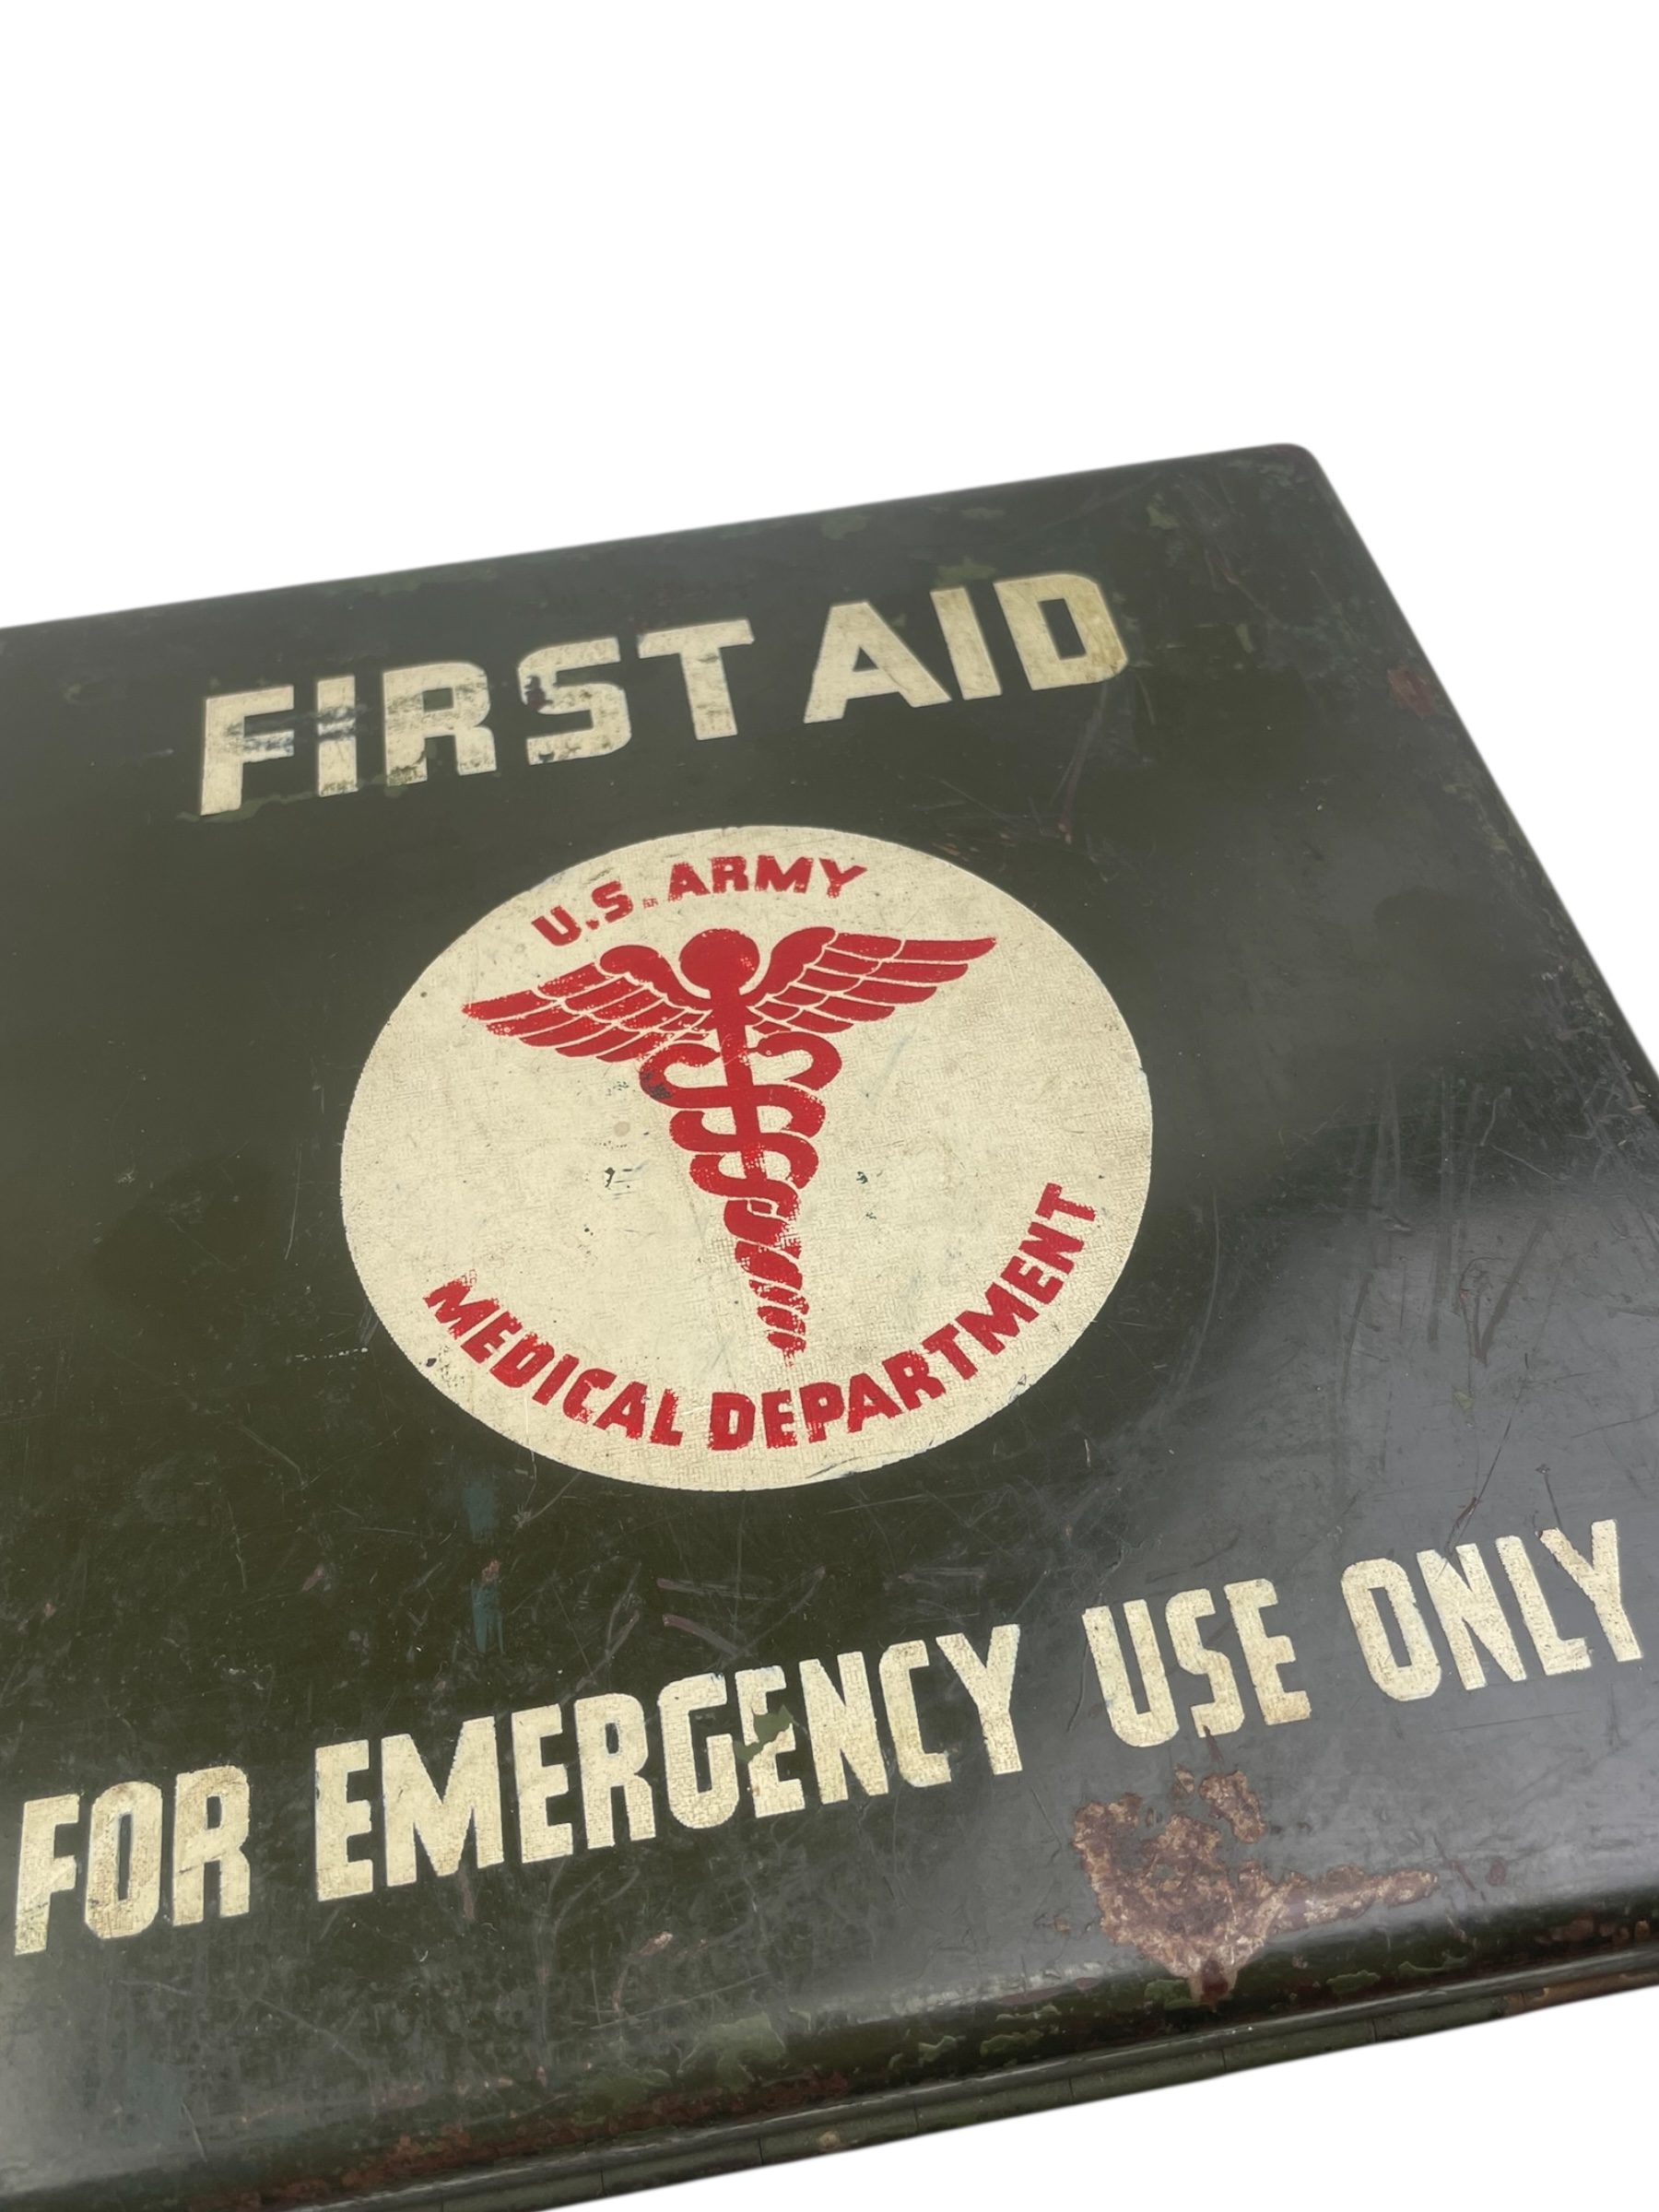 FIRST AID
U.S. ARMY
MEDICAL DEPARTMENT
FOR EMERGENCY USE ONLY